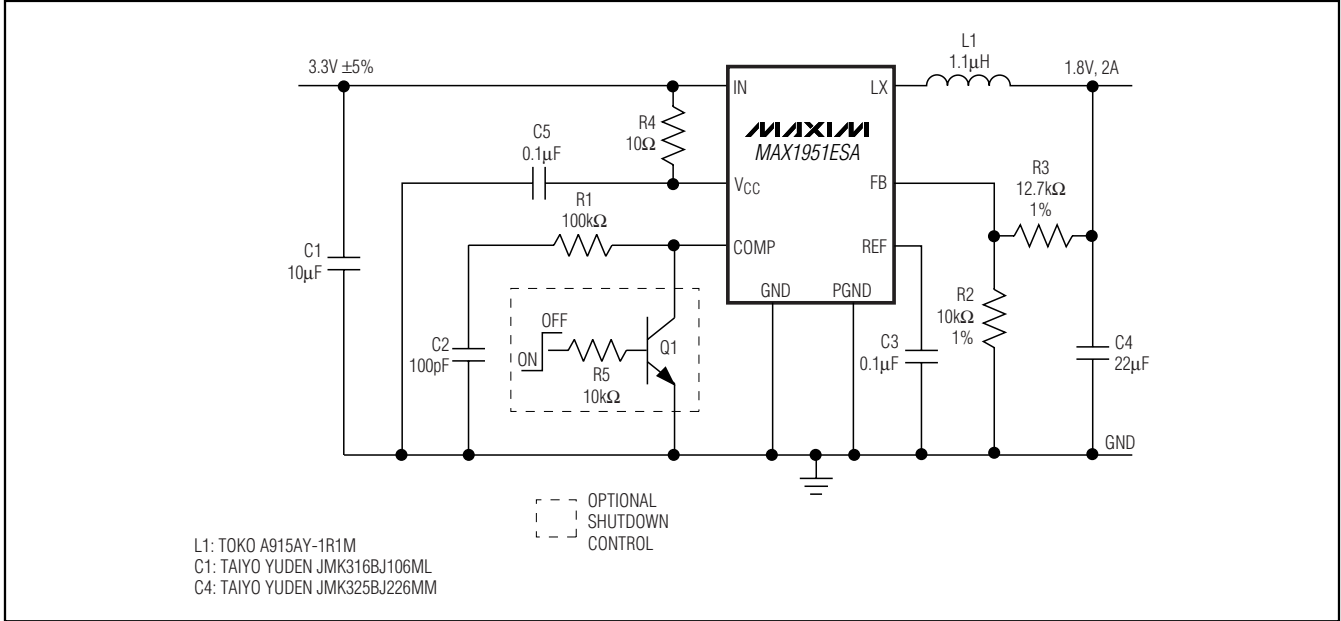 3.3V ±5%
L1
1.1µH
1.8V, 2A
IN
LX
R4
10Ω
MAXIM
MAX1951ESA
C5
0.1µF
VCC
FB
R3
12.7kΩ
1%
R1
100kΩ
COMP
REF
C1
10µF
GND
PGND
R2
10kΩ
1%
OFF
ON
Q1
R5
10kΩ
C2
100pF
C3
0.1µF
C4
22µF
GND
OPTIONAL
SHUTDOWN
CONTROL
L1: TOKO A915AY-1R1M
C1: TAIYO YUDEN JMK316BJ106ML
C4: TAIYO YUDEN JMK325BJ226MM